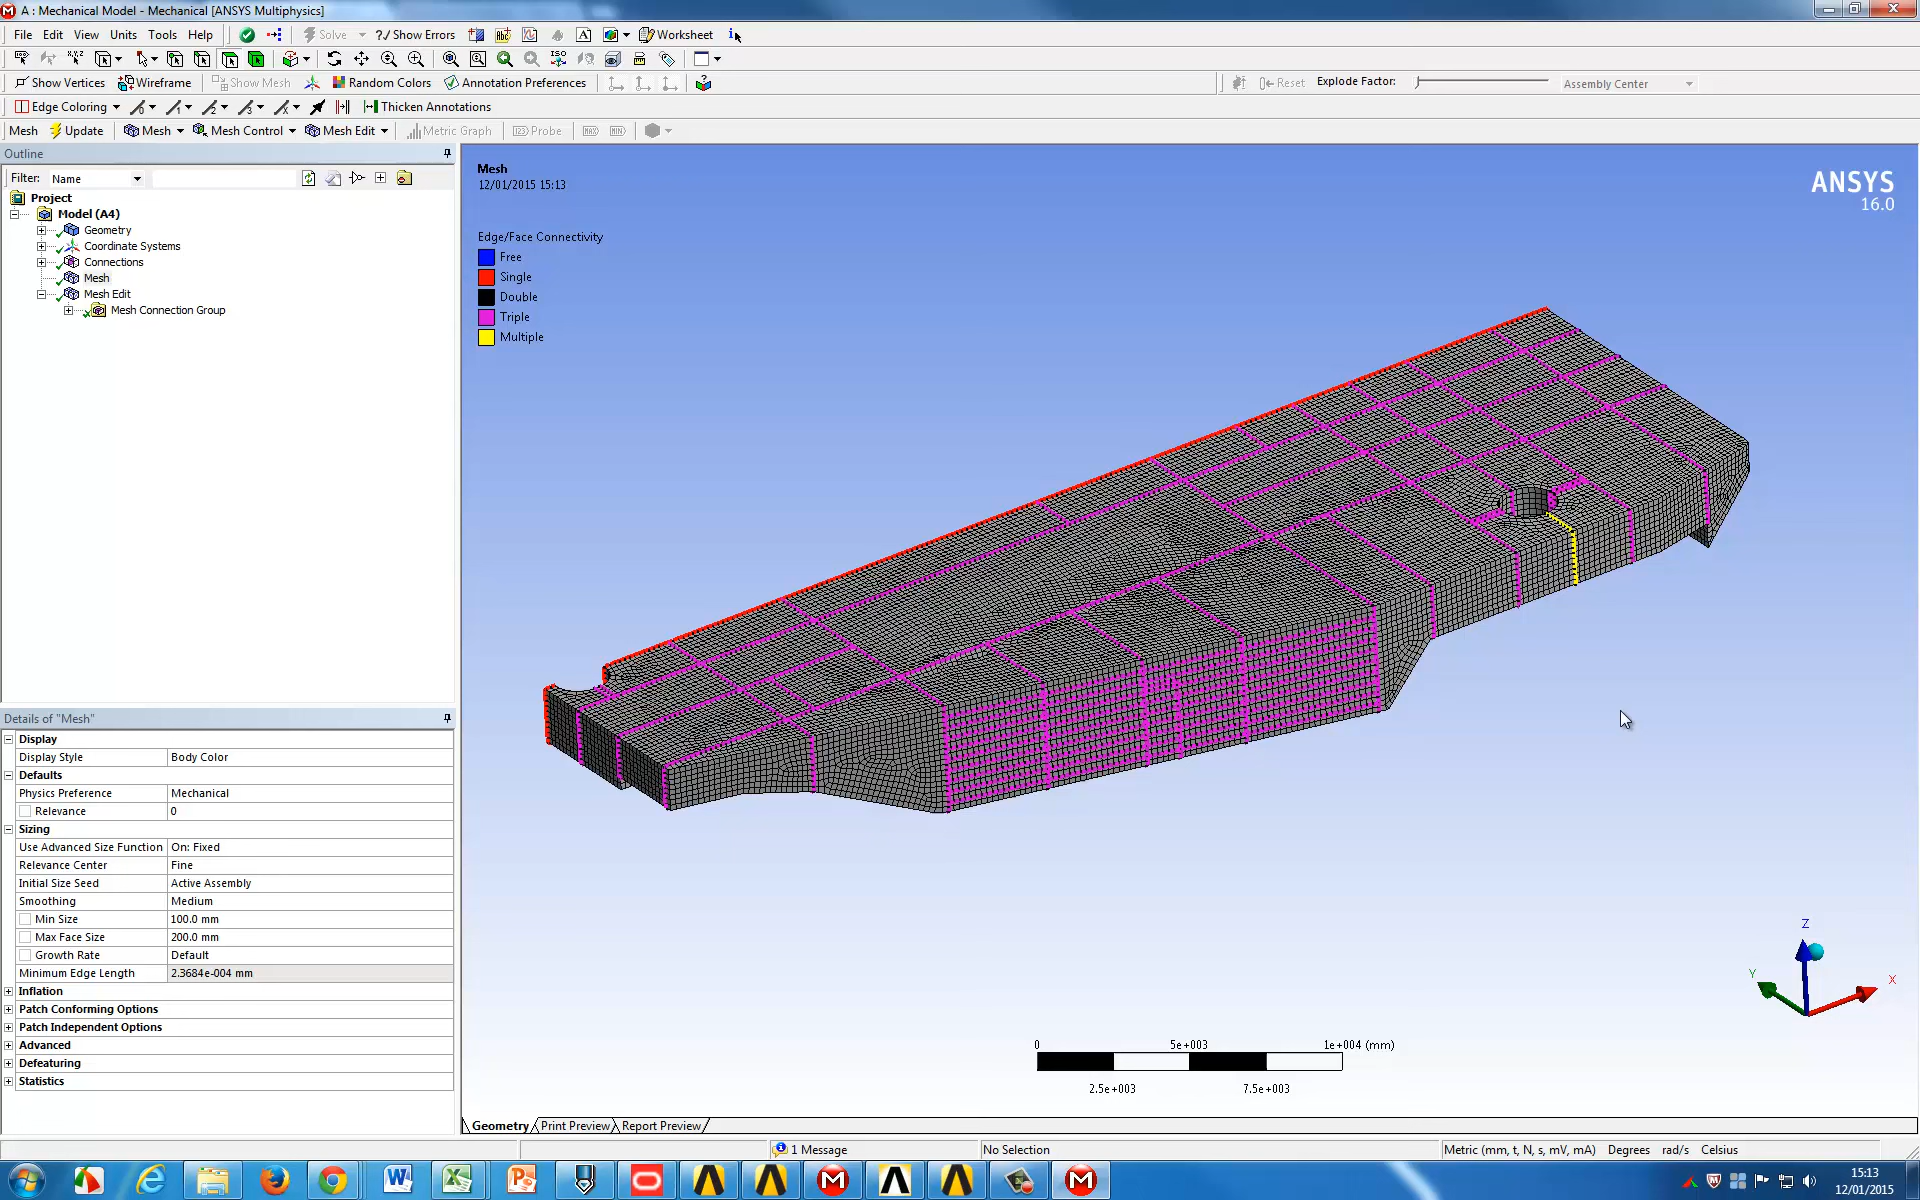 A : Mechanical Model - Mechanical [ANSYS Multiphysics]
File Edit View Units Tools Help Solve ?/ Show Errors Worksheet
Show Vertices Wireframe Show Mesh Random Colors Annotation Preferences Reset Explode Factor: Assembly Center
Edge Coloring Thicken Annotations
Mesh Update Mesh Mesh Control Mesh Edit Metric Graph Probe
Outline
Filter: Name
Project
Model (A4)
Geometry
Coordinate Systems
Connections
Mesh
Mesh Edit
Mesh Connection Group
Details of "Mesh"
Display
Display Style Body Color
Defaults
Physics Preference Mechanical
Relevance 0
Sizing
Use Advanced Size Function On: Fixed
Relevance Center Fine
Initial Size Seed Active Assembly
Smoothing Medium
Min Size 100.0 mm
Max Face Size 200.0 mm
Growth Rate Default
Minimum Edge Length 2.3684e-004 mm
Inflation
Patch Conforming Options
Patch Independent Options
Advanced
Defeaturing
Statistics
Mesh
12/01/2015 15:13
Edge/Face Connectivity
Free
Single
Double
Triple
Multiple
ANSYS
16.0
Z
Y
X
0 5e+003 1e+004 (mm)
2.5e+003 7.5e+003
Geometry Print Preview Report Preview
1 Message No Selection Metric (mm, t, N, s, mV, mA) Degrees rad/s Celsius
15:13
12/01/2015